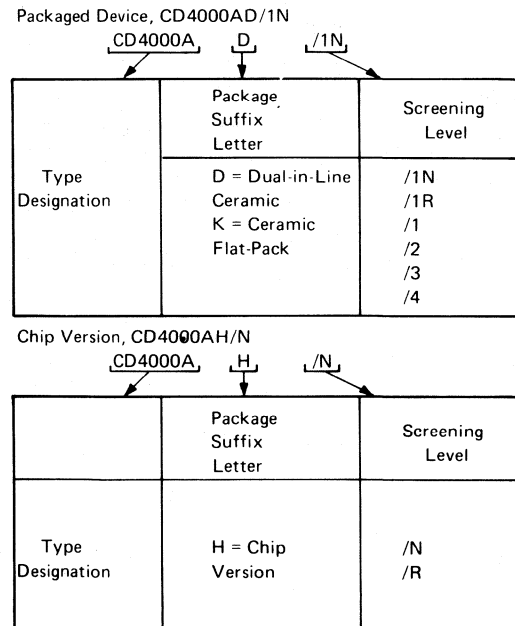 Packaged Device, CD4000AD/1N
CD4000A D /1N
Package
Suffix
Letter
Screening
Level
Type
Designation
D = Dual-in-Line
Ceramic
K = Ceramic
Flat-Pack
/1N
/1R
/1
/2
/3
/4
Chip Version, CD4000AH/N
CD4000A H /N
Package
Suffix
Letter
Screening
Level
Type
Designation
H = Chip
Version
/N
/R